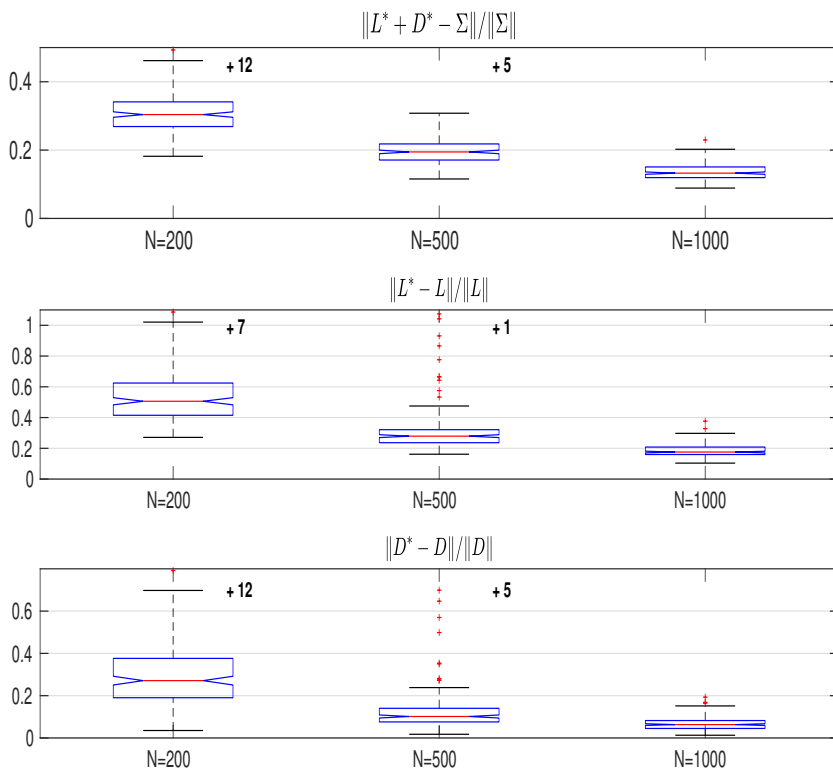 ‖L* + D* − Σ‖/‖Σ‖
+ 12
+ 5
0.4
0.2
0
N=200
N=500
N=1000
‖L* − L‖/‖L‖
+ 7
+ 1
1
0.8
0.6
0.4
0.2
0
N=200
N=500
N=1000
‖D* − D‖/‖D‖
+ 12
+ 5
0.6
0.4
0.2
0
N=200
N=500
N=1000